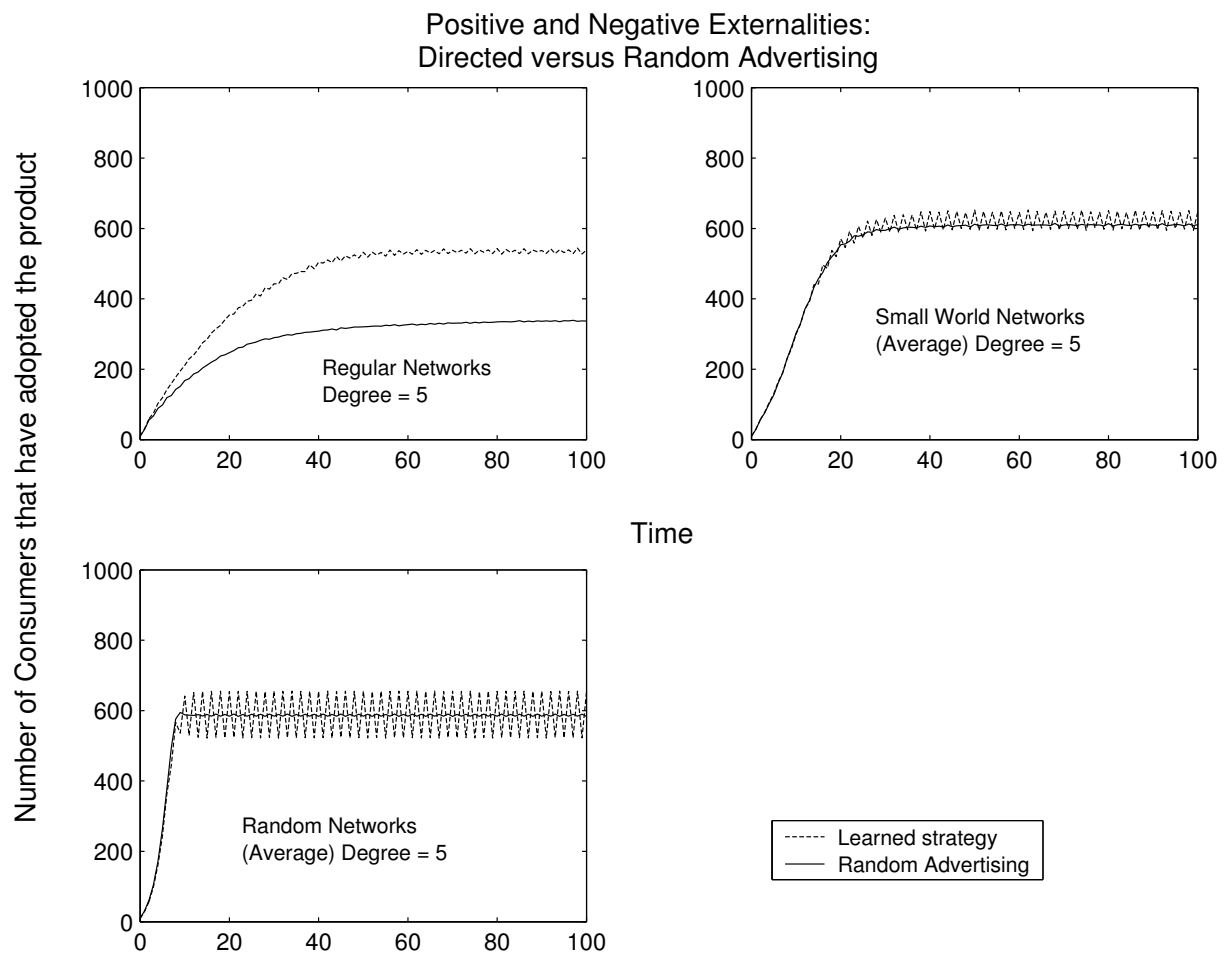 Positive and Negative Externalities:
Directed versus Random Advertising
Number of Consumers that have adopted the product
1000
800
600
400
200
0
0 20 40 60 80 100
Regular Networks
Degree = 5
1000
800
600
400
200
0
0 20 40 60 80 100
Small World Networks
(Average) Degree = 5
Time
1000
800
600
400
200
0
0 20 40 60 80 100
Random Networks
(Average) Degree = 5
Learned strategy
Random Advertising